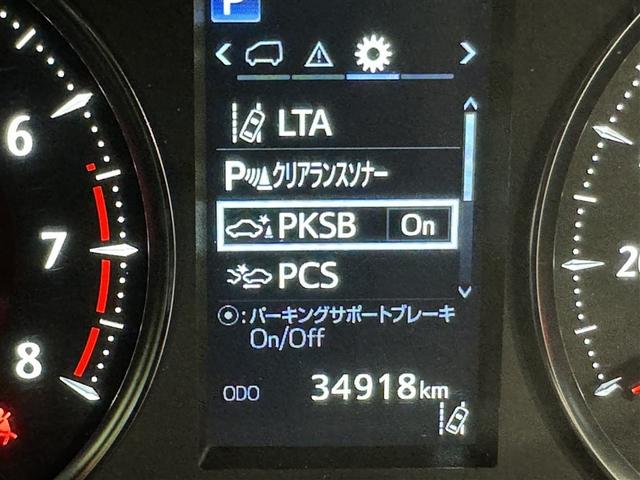 P
LTA
P クリアランスソナー
PKSB On
PCS
:パーキングサポートブレーキ
On/Off
ODO 34918km
6
7
8
20